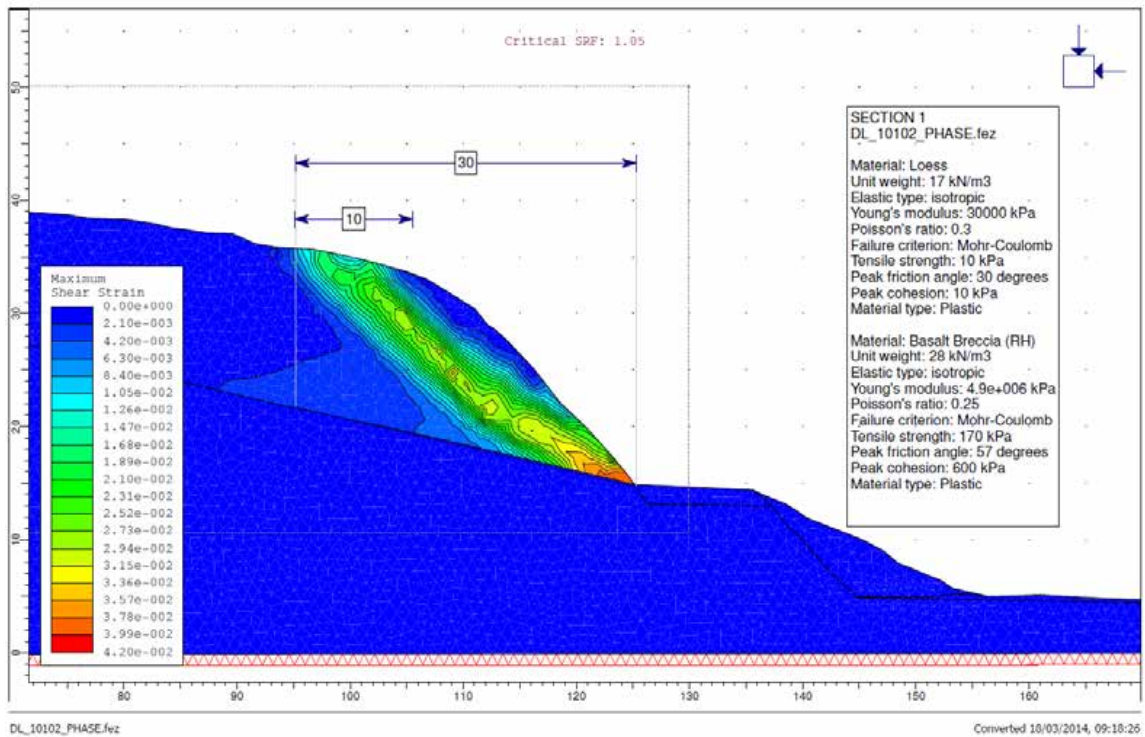 Critical SRF: 1.05
50
40
30
20
10
0
30
10
SECTION 1
DL_10102_PHASE.fez
Material: Loess
Unit weight: 17 kN/m3
Elastic type: isotropic
Young's modulus: 30000 kPa
Poisson's ratio: 0.3
Failure criterion: Mohr-Coulomb
Tensile strength: 10 kPa
Peak friction angle: 30 degrees
Peak cohesion: 10 kPa
Material type: Plastic
Material: Basalt Breccia (RH)
Unit weight: 28 kN/m3
Elastic type: isotropic
Young's modulus: 4.9e+006 kPa
Poisson's ratio: 0.25
Failure criterion: Mohr-Coulomb
Tensile strength: 170 kPa
Peak friction angle: 57 degrees
Peak cohesion: 600 kPa
Material type: Plastic
Maximum
Shear Strain
0.00e+000
2.10e-003
4.20e-003
6.30e-003
8.40e-003
1.05e-002
1.26e-002
1.47e-002
1.68e-002
1.89e-002
2.10e-002
2.31e-002
2.52e-002
2.73e-002
2.94e-002
3.15e-002
3.36e-002
3.57e-002
3.78e-002
3.99e-002
4.20e-002
80 90 100 110 120 130 140 150 160
DL_10102_PHASE.fez
Converted 18/03/2014, 09:18:26